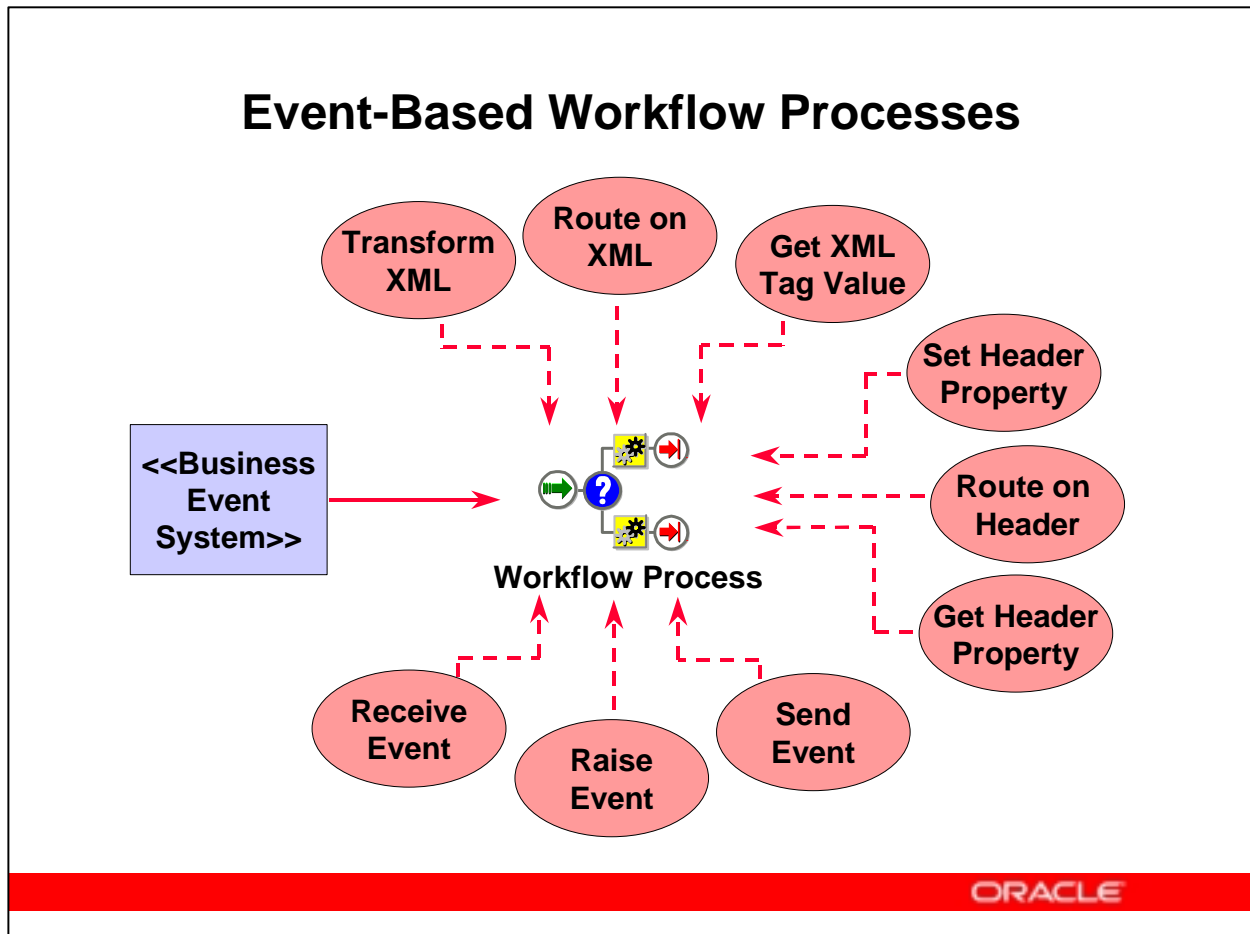 Event-Based Workflow Processes
Transform
XML
Route on
XML
Get XML
Tag Value
Set Header
Property
<<Business
Event
System>>
?
Route on
Header
Workflow Process
Get Header
Property
Receive
Event
Raise
Event
Send
Event
ORACLE